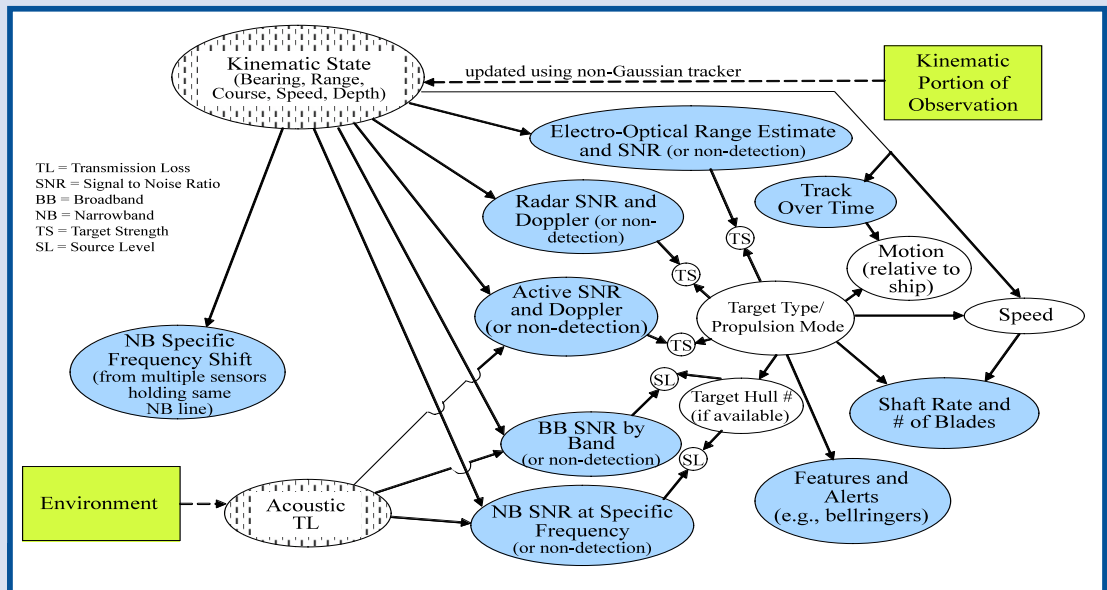 Kinematic State
(Bearing, Range,
Course, Speed, Depth)
updated using non-Gaussian tracker
Kinematic
Portion of
Observation
TL = Transmission Loss
SNR = Signal to Noise Ratio
BB = Broadband
NB = Narrowband
TS = Target Strength
SL = Source Level
Electro-Optical Range Estimate
and SNR (or non-detection)
Radar SNR and
Doppler (or non-
detection)
Track
Over Time
TS
TS
Motion
(relative to
ship)
Active SNR
and Doppler
(or non-detection)
Target Type/
Propulsion Mode
Speed
TS
NB Specific
Frequency Shift
(from multiple sensors
holding same
NB line)
SL
Target Hull #
(if available)
Shaft Rate and
# of Blades
BB SNR by
Band
(or non-detection)
SL
Features and
Alerts
(e.g., bellringers)
Environment
Acoustic
TL
NB SNR at Specific
Frequency
(or non-detection)